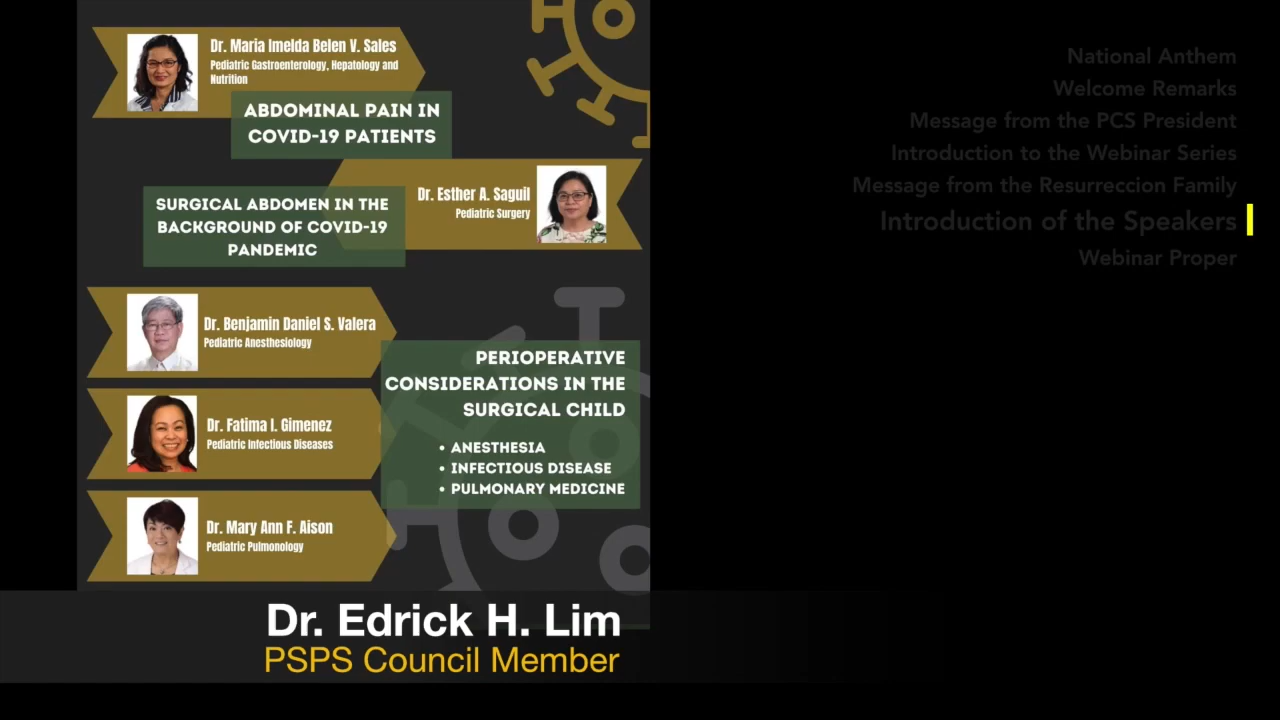 Dr. Maria Imelda Belen V. Sales
Pediatric Gastroenterology, Hepatology and
Nutrition
ABDOMINAL PAIN IN
COVID-19 PATIENTS
Dr. Esther A. Saguil
Pediatric Surgery
SURGICAL ABDOMEN IN THE
BACKGROUND OF COVID-19
PANDEMIC
Dr. Benjamin Daniel S. Valera
Pediatric Anesthesiology
Dr. Fatima I. Gimenez
Pediatric Infectious Diseases
Dr. Mary Ann F. Aison
Pediatric Pulmonology
PERIOPERATIVE
CONSIDERATIONS IN THE
SURGICAL CHILD
• ANESTHESIA
• INFECTIOUS DISEASE
• PULMONARY MEDICINE
Dr. Edrick H. Lim
PSPS Council Member
National Anthem
Welcome Remarks
Message from the PCS President
Introduction to the Webinar Series
Message from the Resurreccion Family
Introduction of the Speakers
Webinar Proper